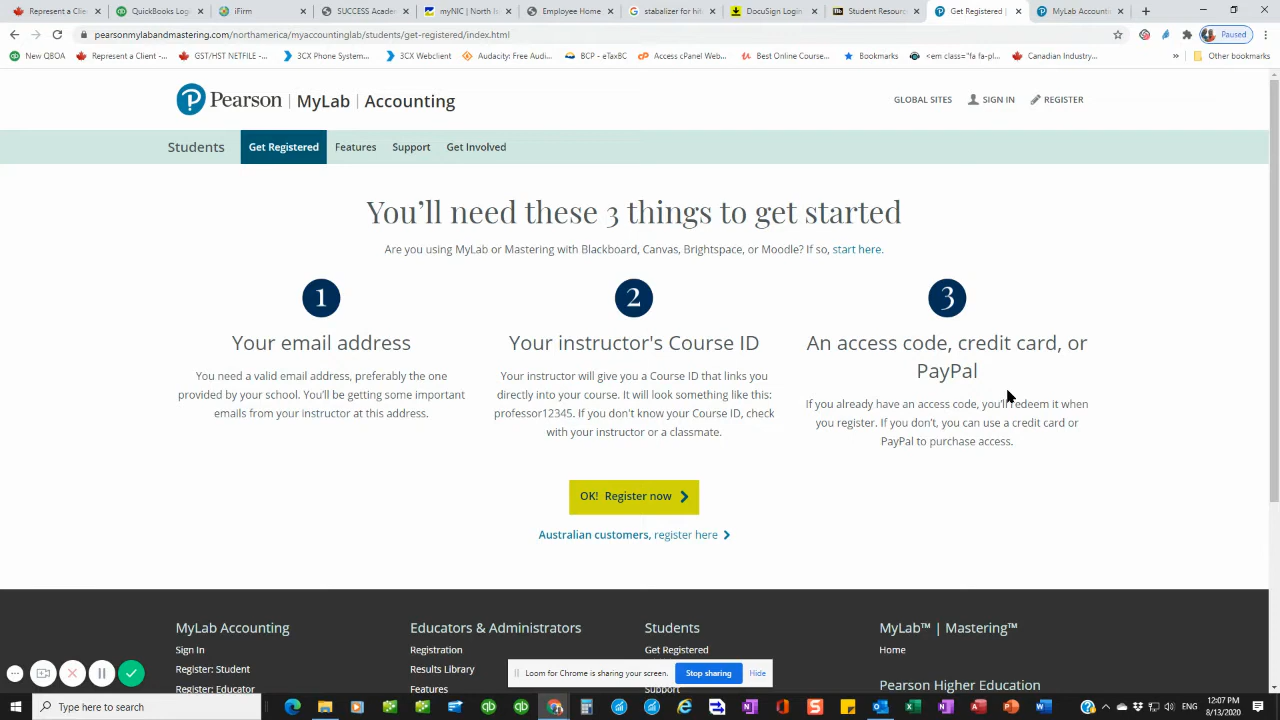 Represent a Clie
QuickBooks Log
iFirm
SUCCESS Acade
myNIC | North I
Employee Home
stabalizer for hit
DocuSign Login
Student Resourc
Get Registered |
MyLab Accountin
pearsonmylabandmastering.com/northamerica/myaccountinglab/students/get-registered/index.html
Paused
New QBOA
Represent a Client -...
GST/HST NETFILE -...
3CX Phone System...
3CX Webclient
Audacity: Free Audi...
BCP - eTaxBC
Access cPanel Web...
Best Online Course...
Bookmarks
<em class="fa fa-pl...
Canadian Industry...
»
Other bookmarks
Pearson | MyLab | Accounting
GLOBAL SITES
SIGN IN
REGISTER
Students
Get Registered
Features
Support
Get Involved
You'll need these 3 things to get started
Are you using MyLab or Mastering with Blackboard, Canvas, Brightspace, or Moodle? If so, start here.
1
Your email address
You need a valid email address, preferably the one
provided by your school. You'll be getting some important
emails from your instructor at this address.
2
Your instructor's Course ID
Your instructor will give you a Course ID that links you
directly into your course. It will look something like this:
professor12345. If you don't know your Course ID, check
with your instructor or a classmate.
3
An access code, credit card, or
PayPal
If you already have an access code, you'll redeem it when
you register. If you don't, you can use a credit card or
PayPal to purchase access.
OK! Register now
Australian customers, register here
MyLab Accounting
Sign In
Register: Student
Register: Educator
Educators & Administrators
Registration
Results Library
Features
Students
Get Registered
Support
MyLab™ | Mastering™
Home
Pearson Higher Education
Loom for Chrome is sharing your screen.
Stop sharing
Hide
Type here to search
12:07 PM
8/13/2020